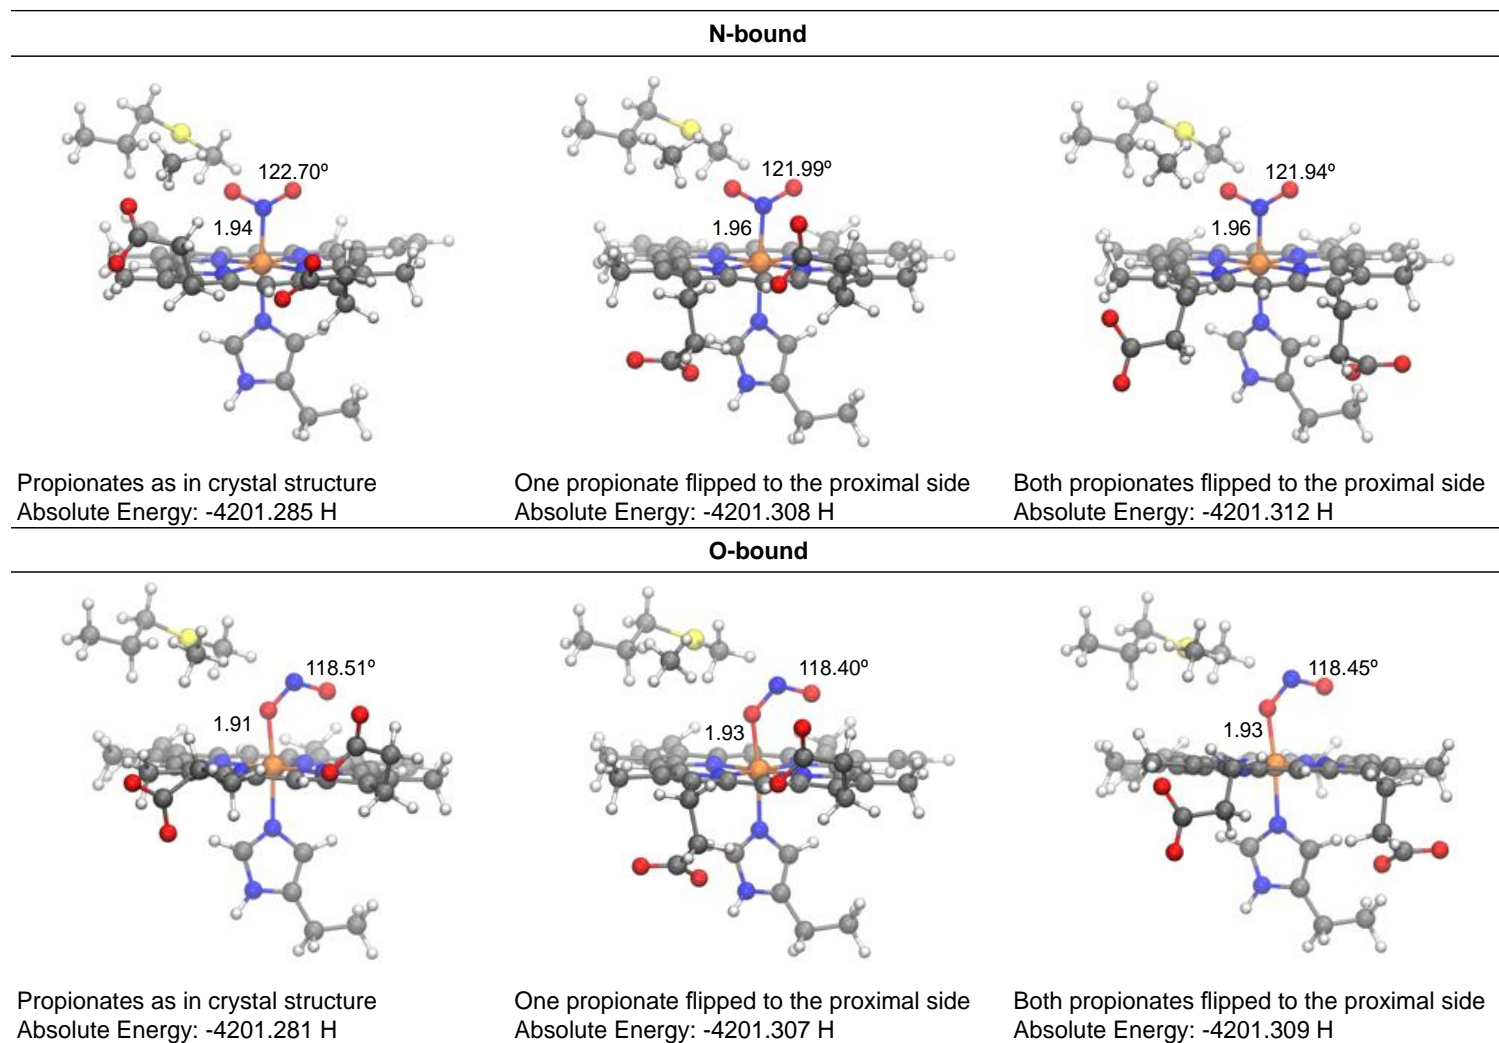 N-bound
122.70º
1.94
121.99º
1.96
121.94º
1.96
Propionates as in crystal structure
Absolute Energy: -4201.285 H
One propionate flipped to the proximal side
Absolute Energy: -4201.308 H
Both propionates flipped to the proximal side
Absolute Energy: -4201.312 H
O-bound
118.51º
1.91
118.40º
1.93
118.45º
1.93
Propionates as in crystal structure
Absolute Energy: -4201.281 H
One propionate flipped to the proximal side
Absolute Energy: -4201.307 H
Both propionates flipped to the proximal side
Absolute Energy: -4201.309 H